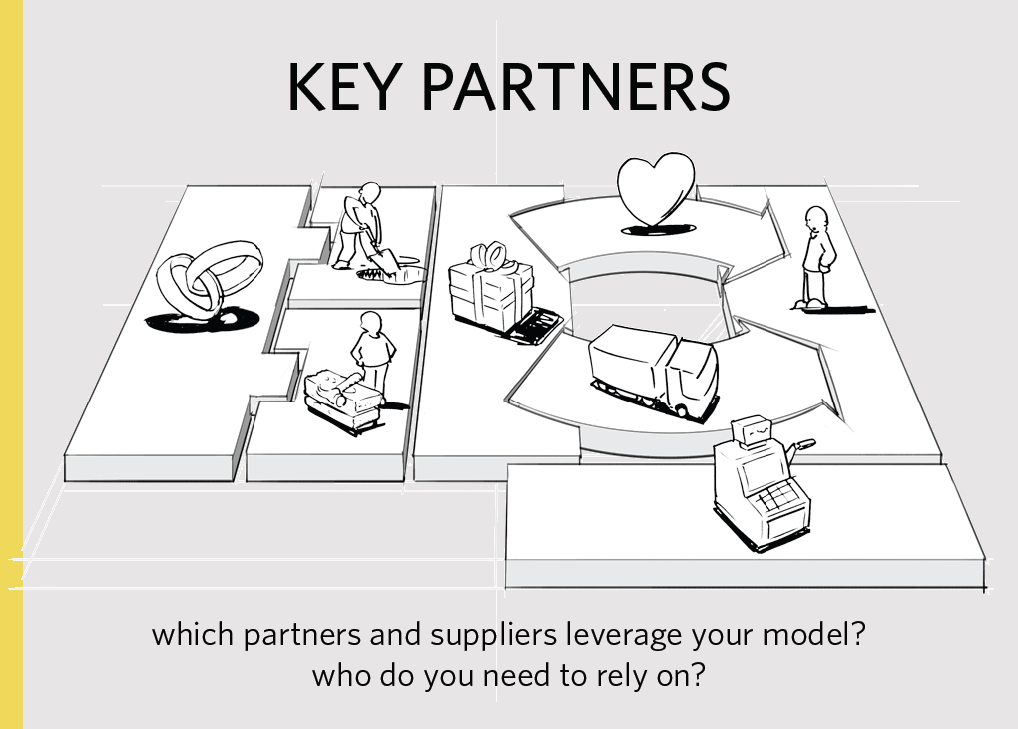 KEY PARTNERS
which partners and suppliers leverage your model?
who do you need to rely on?